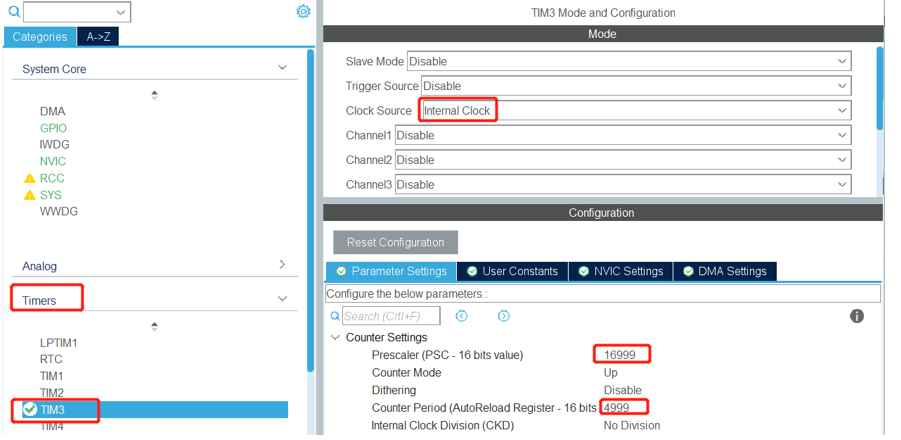 Categories
A->Z
System Core
DMA
GPIO
IWDG
NVIC
RCC
SYS
WWDG
Analog
Timers
LPTIM1
RTC
TIM1
TIM2
TIM3
TIM4
TIM3 Mode and Configuration
Mode
Slave Mode Disable
Trigger Source Disable
Clock Source Internal Clock
Channel1 Disable
Channel2 Disable
Channel3 Disable
Configuration
Reset Configuration
Parameter Settings
User Constants
NVIC Settings
DMA Settings
Configure the below parameters :
Search (Crtl+F)
Counter Settings
Prescaler (PSC - 16 bits value) 16999
Counter Mode Up
Dithering Disable
Counter Period (AutoReload Register - 16 bits 4999
Internal Clock Division (CKD) No Division